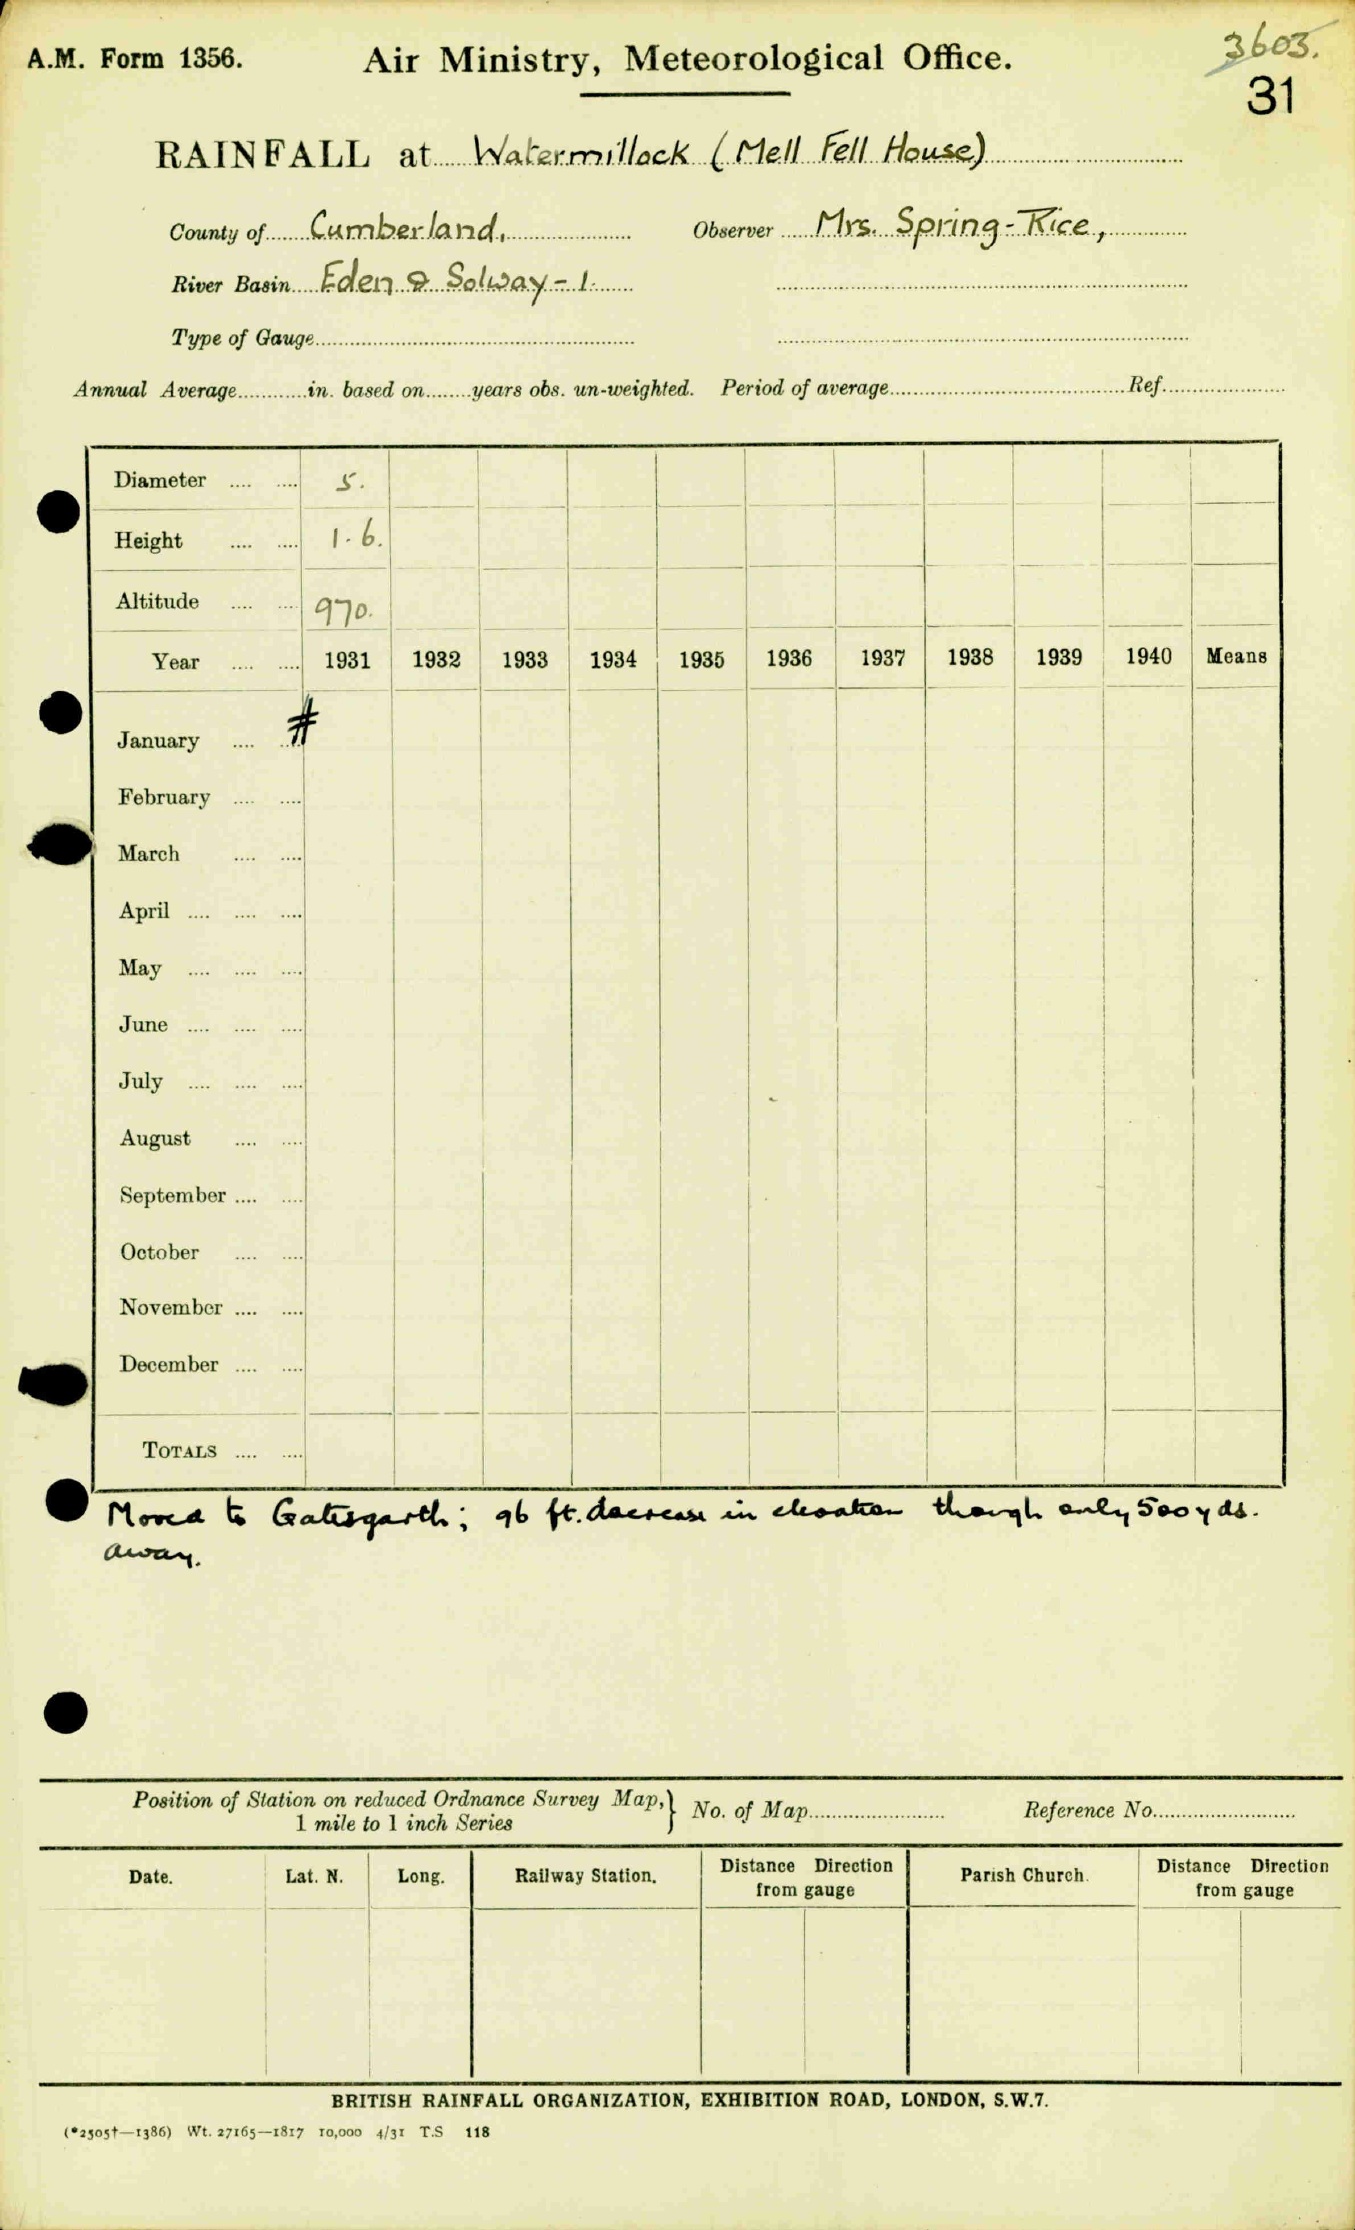 A.M. Form 1356.
Air Ministry, Meteorological Office.
3603.
31
RAINFALL at Watermillock (Mell Fell House)
County of Cumberland, Observer Mrs. Spring-Rice,
River Basin Eden & Solway - 1.
Type of Gauge
Annual Average in. based on years obs. un-weighted. Period of average Ref.
Diameter 5.
Height 1.6.
Altitude 970.
Year 1931 1932 1933 1934 1935 1936 1937 1938 1939 1940 Means
January #
February
March
April
May
June
July
August
September
October
November
December
TOTALS
Moved to Gatesgarth; 96 ft. decrease in elevation though only 500 yds.
away.
Position of Station on reduced Ordnance Survey Map, } No. of Map Reference No.
1 mile to 1 inch Series
Date. Lat. N. Long. Railway Station. Distance Direction from gauge Parish Church. Distance Direction from gauge
BRITISH RAINFALL ORGANIZATION, EXHIBITION ROAD, LONDON, S.W.7.
(*2505†—1386) Wt. 27165—1817 10,000 4/31 T.S 118